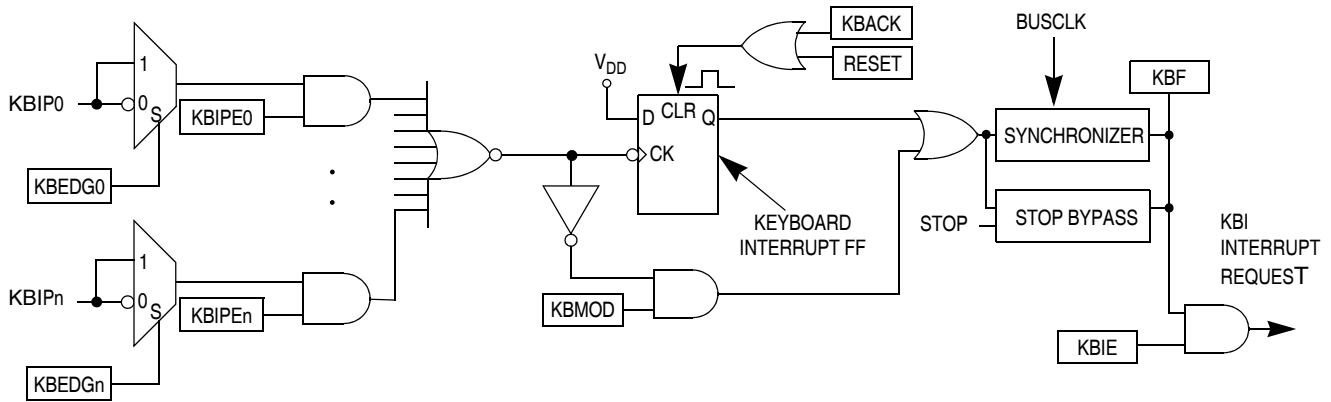 KBACK
RESET
BUSCLK
VDD
KBF
1
KBIP0
0
S
KBIPE0
D CLR Q
CK
SYNCHRONIZER
KBEDG0
KEYBOARD
INTERRUPT FF
STOP
STOP BYPASS
KBI
INTERRUPT
REQUEST
1
KBIPn
0
S
KBIPEn
KBMOD
KBIE
KBEDGn